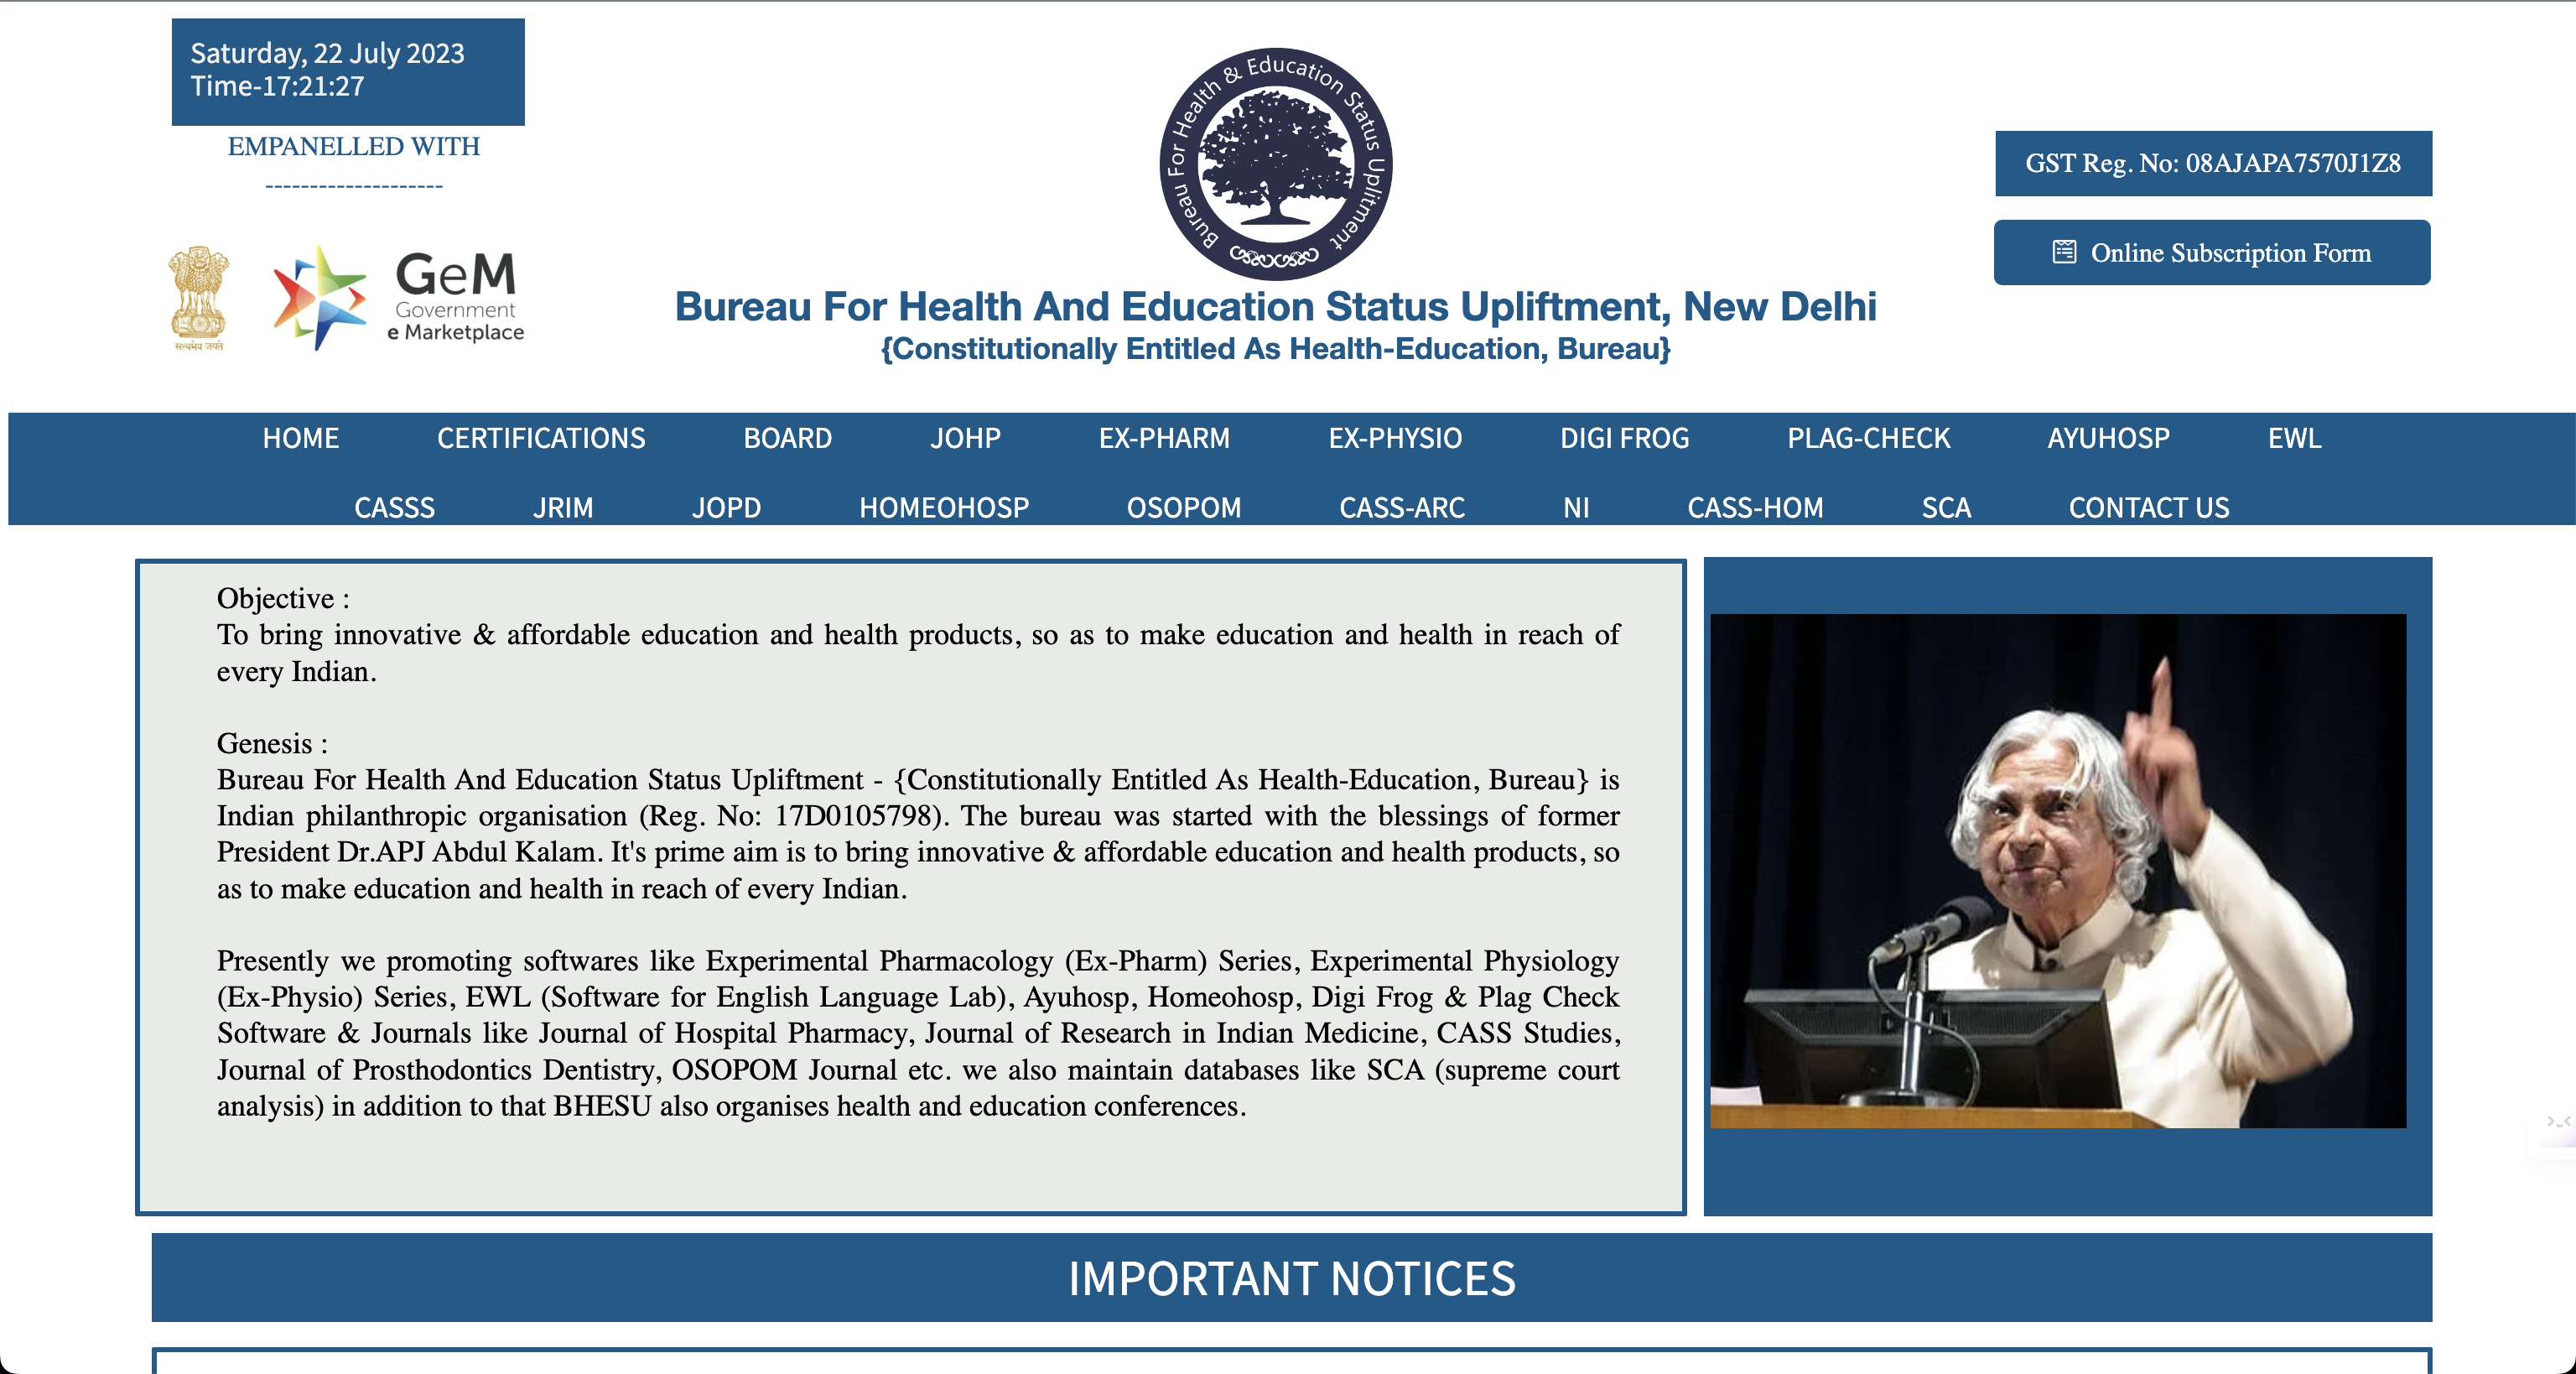 Saturday, 22 July 2023
Time-17:21:27
EMPANELLED WITH
--------------------
सत्यमेव जयते
GeM
Government
e Marketplace
Bureau For Health & Education Status Uplitment
Bureau For Health And Education Status Upliftment, New Delhi
{Constitutionally Entitled As Health-Education, Bureau}
GST Reg. No: 08AJAPA7570J1Z8
Online Subscription Form
HOME CERTIFICATIONS BOARD JOHP EX-PHARM EX-PHYSIO DIGI FROG PLAG-CHECK AYUHOSP EWL
CASSS JRIM JOPD HOMEOHOSP OSOPOM CASS-ARC NI CASS-HOM SCA CONTACT US
Objective :
To bring innovative & affordable education and health products, so as to make education and health in reach of
every Indian.
Genesis :
Bureau For Health And Education Status Upliftment - {Constitutionally Entitled As Health-Education, Bureau} is
Indian philanthropic organisation (Reg. No: 17D0105798). The bureau was started with the blessings of former
President Dr.APJ Abdul Kalam. It's prime aim is to bring innovative & affordable education and health products, so
as to make education and health in reach of every Indian.
Presently we promoting softwares like Experimental Pharmacology (Ex-Pharm) Series, Experimental Physiology
(Ex-Physio) Series, EWL (Software for English Language Lab), Ayuhosp, Homeohosp, Digi Frog & Plag Check
Software & Journals like Journal of Hospital Pharmacy, Journal of Research in Indian Medicine, CASS Studies,
Journal of Prosthodontics Dentistry, OSOPOM Journal etc. we also maintain databases like SCA (supreme court
analysis) in addition to that BHESU also organises health and education conferences.
IMPORTANT NOTICES